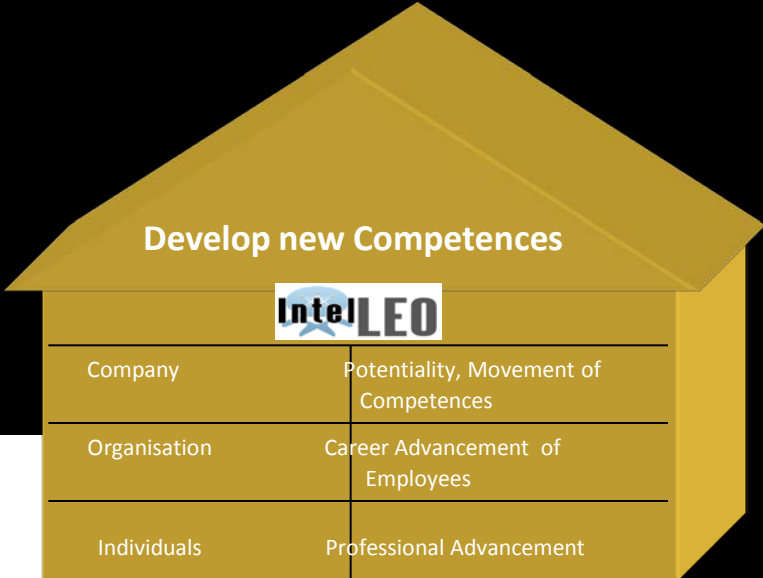 Develop new Competences
IntelLEO
Company Potentiality, Movement of
Competences
Organisation Career Advancement of
Employees
Individuals Professional Advancement